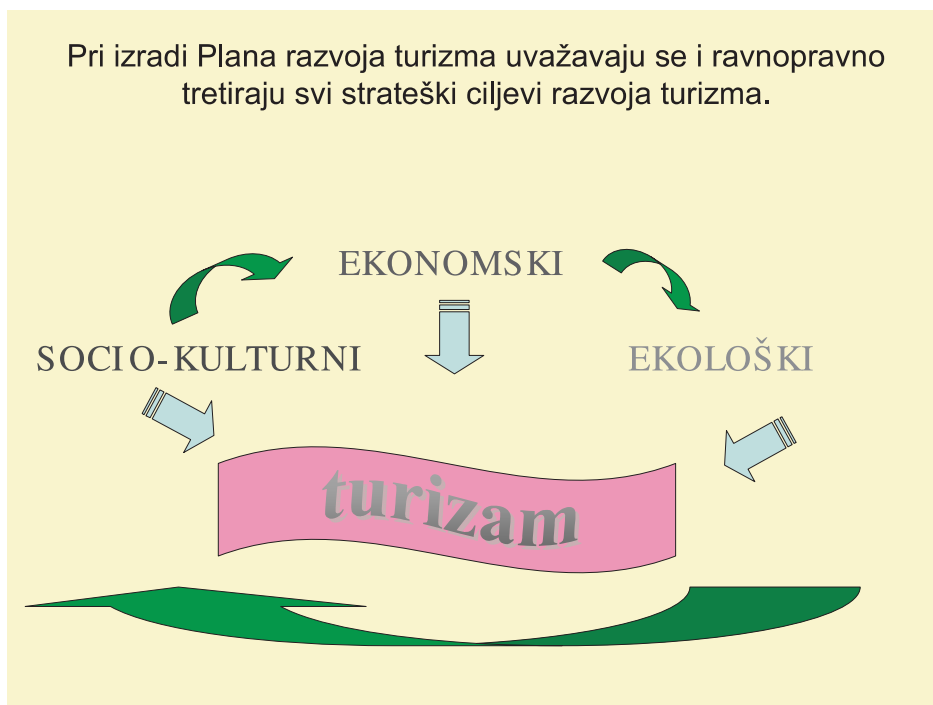 Pri izradi Plana razvoja turizma uvažavaju se i ravnopravno
tretiraju svi strateški ciljevi razvoja turizma.
EKONOMSKI
SOCIO-KULTURNI
EKOLOŠKI
turizam